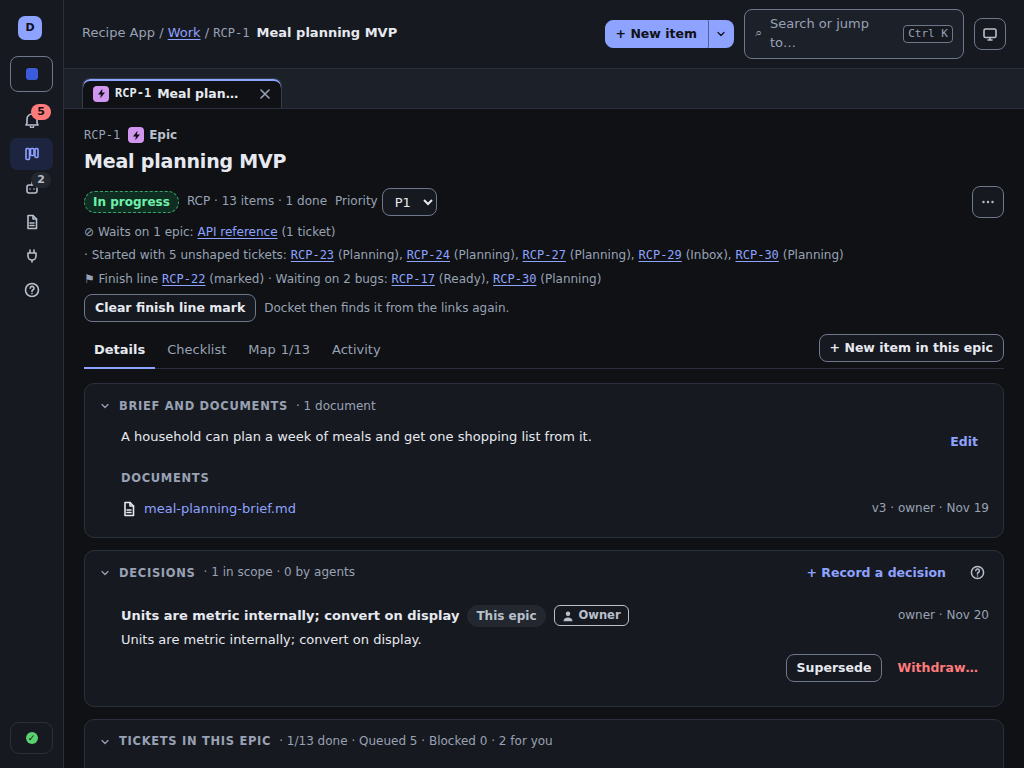 D
Recipe App / Work / RCP-1 Meal planning MVP
+ New item
Search or jump to…
Ctrl K
5
2
RCP-1 Meal plan…
RCP-1 Epic
Meal planning MVP
In progress RCP · 13 items · 1 done Priority P1
⊘ Waits on 1 epic: API reference (1 ticket)
· Started with 5 unshaped tickets: RCP-23 (Planning), RCP-24 (Planning), RCP-27 (Planning), RCP-29 (Inbox), RCP-30 (Planning)
⚑ Finish line RCP-22 (marked) · Waiting on 2 bugs: RCP-17 (Ready), RCP-30 (Planning)
Clear finish line mark Docket then finds it from the links again.
Details Checklist Map 1/13 Activity + New item in this epic
BRIEF AND DOCUMENTS · 1 document
A household can plan a week of meals and get one shopping list from it.
Edit
DOCUMENTS
meal-planning-brief.md v3 · owner · Nov 19
DECISIONS · 1 in scope · 0 by agents + Record a decision
Units are metric internally; convert on display This epic Owner owner · Nov 20
Units are metric internally; convert on display.
Supersede Withdraw…
TICKETS IN THIS EPIC · 1/13 done · Queued 5 · Blocked 0 · 2 for you